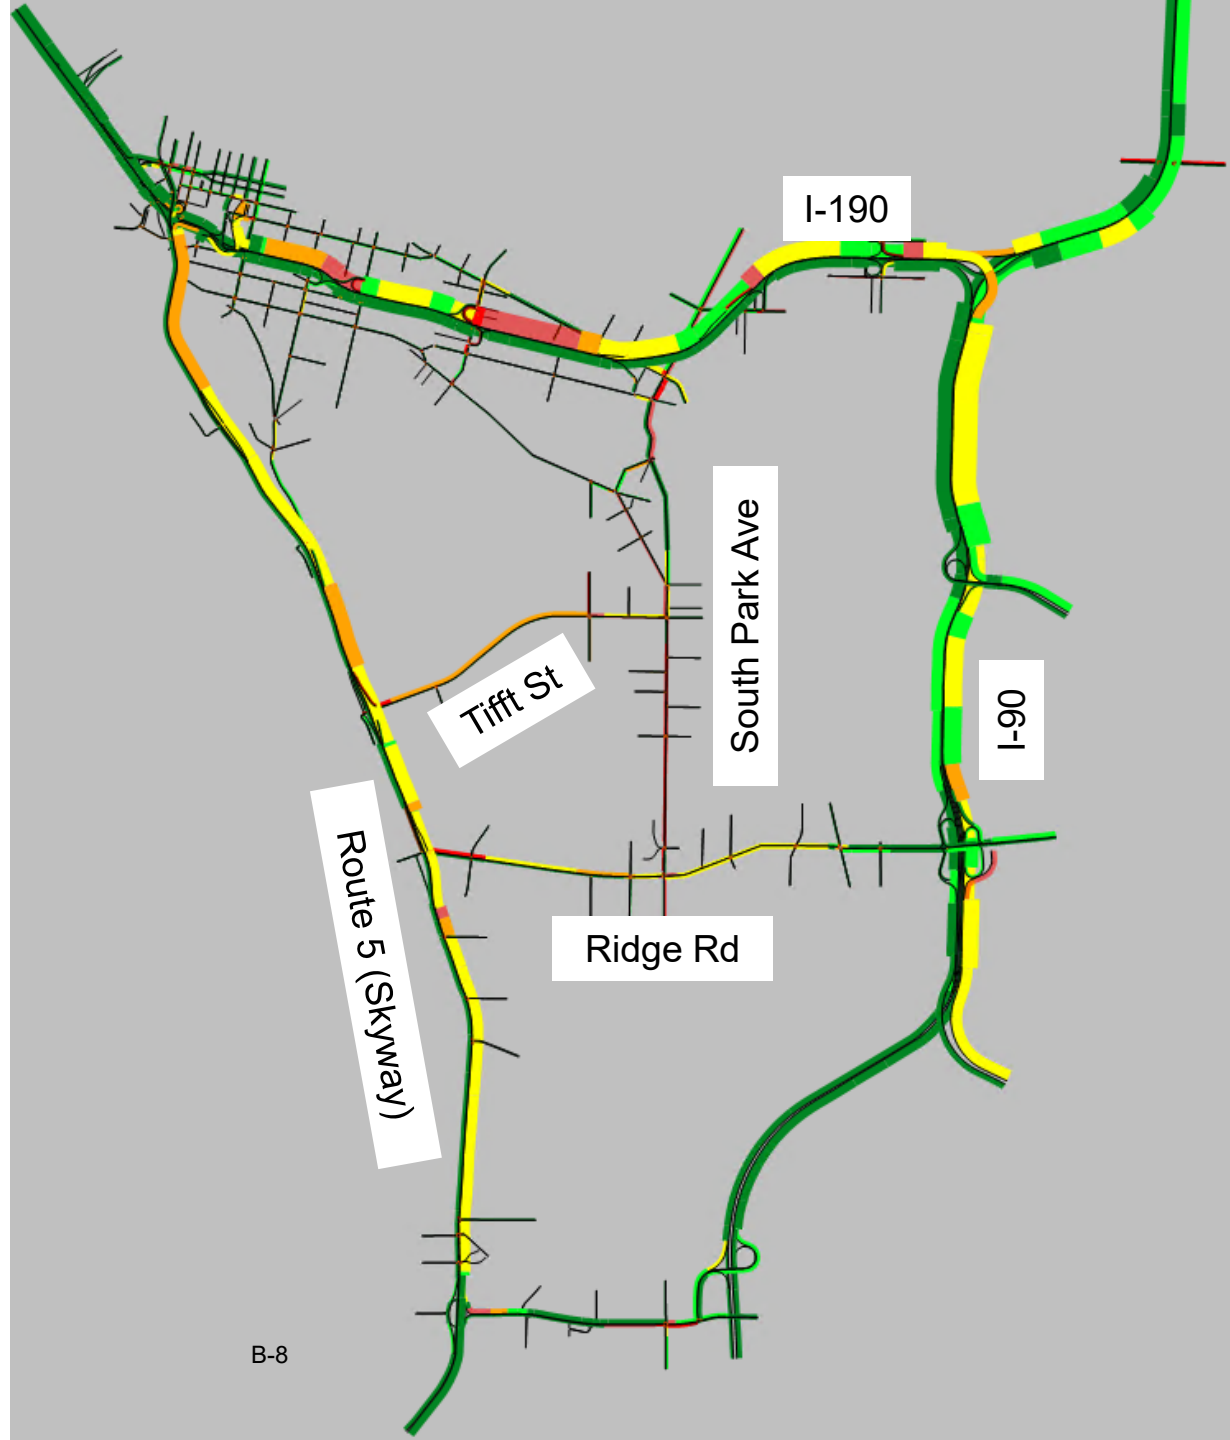 I-190
South Park Ave
Tifft St
I-90
Route 5 (Skyway)
Ridge Rd
B-8